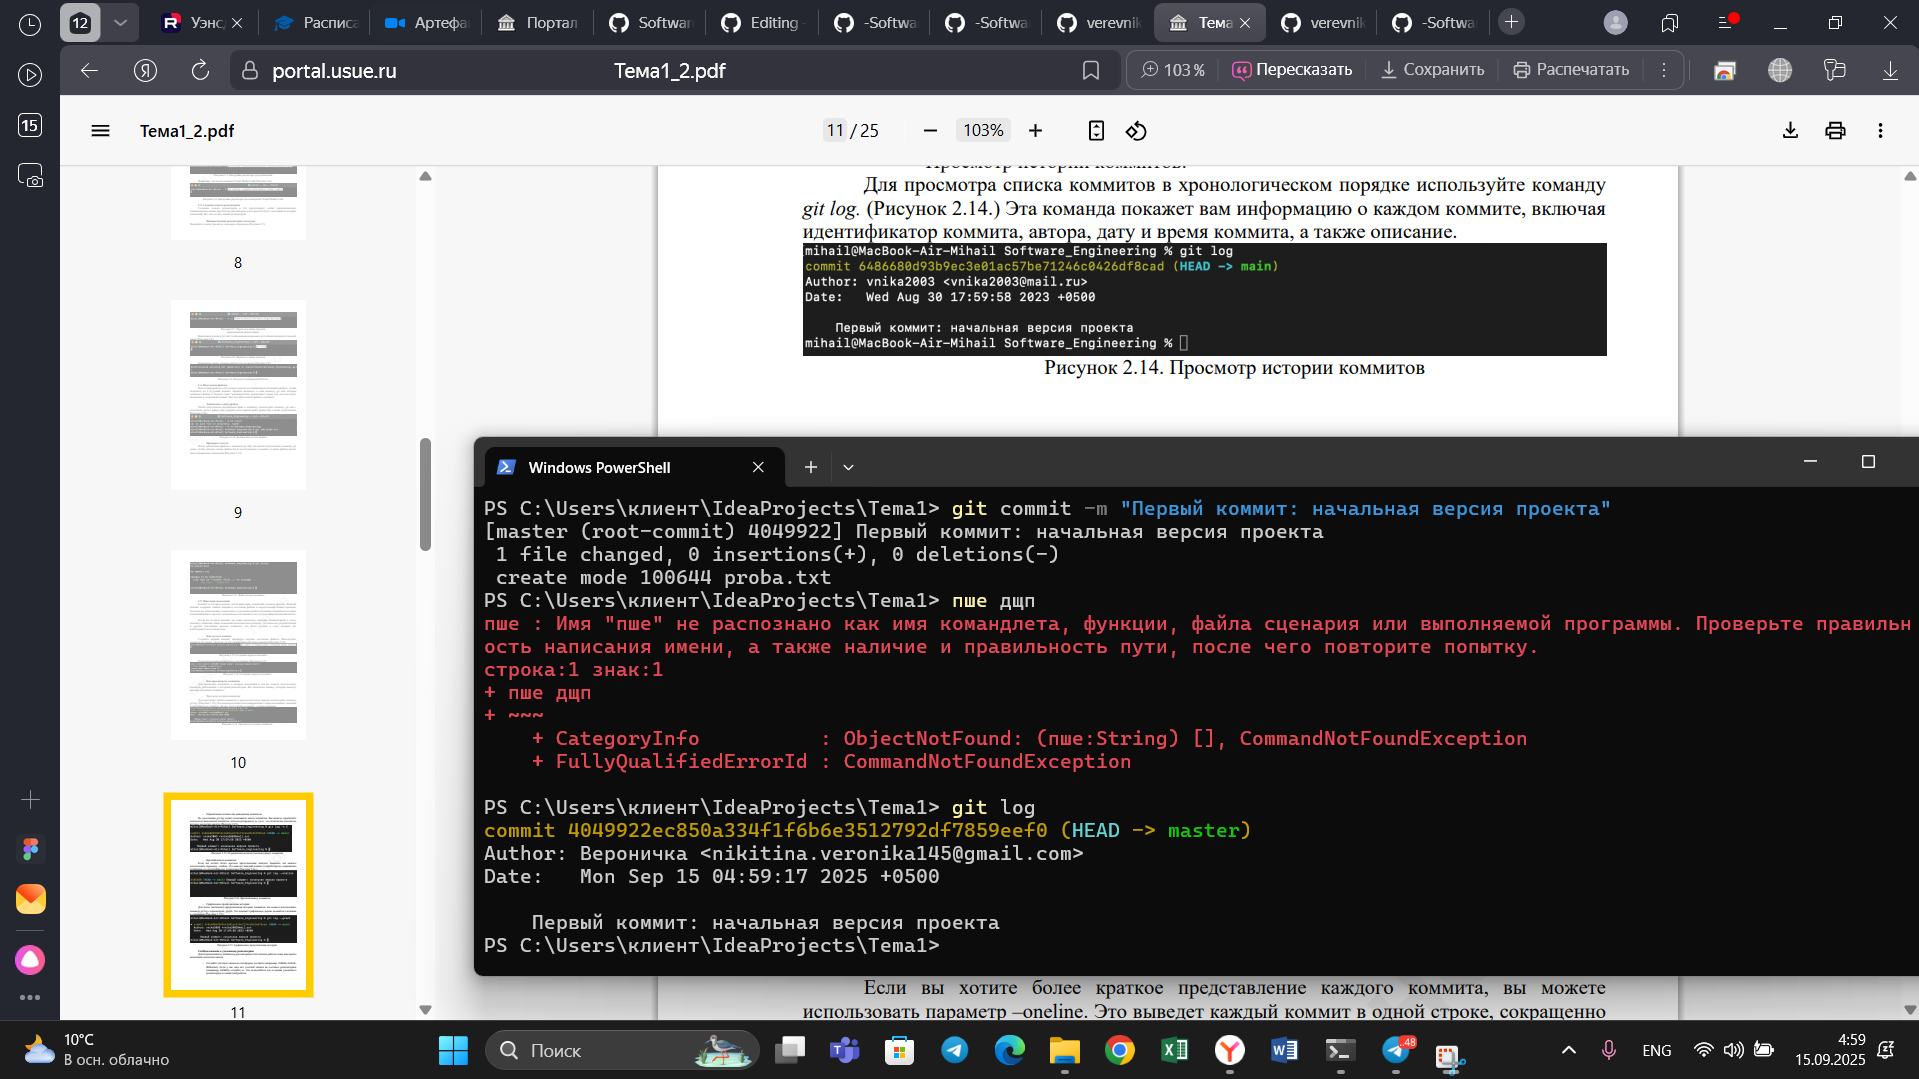 12
Уэнсд
Расписа
Артефа
Портал
Softwar
Editing
-Softwa
-Softwa
verevnik
Тема
verevnik
-Softwa
portal.usue.ru
Тема1_2.pdf
103 %
Пересказать
Сохранить
Распечатать
15
Тема1_2.pdf
11 / 25
103%
8
9
10
11
Для просмотра списка коммитов в хронологическом порядке используйте команду
git log. (Рисунок 2.14.) Эта команда покажет вам информацию о каждом коммите, включая
идентификатор коммита, автора, дату и время коммита, а также описание.
mihail@MacBook-Air-Mihail Software_Engineering % git log
commit 6486680d93b9ec3e01ac57be71246c0426df8cad (HEAD -> main)
Author: vnika2003 <vnika2003@mail.ru>
Date:   Wed Aug 30 17:59:58 2023 +0500
Первый коммит: начальная версия проекта
mihail@MacBook-Air-Mihail Software_Engineering %
Рисунок 2.14. Просмотр истории коммитов
Windows PowerShell
PS C:\Users\клиент\IdeaProjects\Tema1> git commit -m "Первый коммит: начальная версия проекта"
[master (root-commit) 4049922] Первый коммит: начальная версия проекта
1 file changed, 0 insertions(+), 0 deletions(-)
create mode 100644 proba.txt
PS C:\Users\клиент\IdeaProjects\Tema1> пше дщп
пше : Имя "пше" не распознано как имя командлета, функции, файла сценария или выполняемой программы. Проверьте правильн
ость написания имени, а также наличие и правильность пути, после чего повторите попытку.
строка:1 знак:1
+ пше дщп
+ ~~~
+ CategoryInfo          : ObjectNotFound: (пше:String) [], CommandNotFoundException
+ FullyQualifiedErrorId : CommandNotFoundException
PS C:\Users\клиент\IdeaProjects\Tema1> git log
commit 4049922ec850a334f1f6b6e3512792df7859eef0 (HEAD -> master)
Author: Вероничка <nikitina.veronika145@gmail.com>
Date:   Mon Sep 15 04:59:17 2025 +0500
Первый коммит: начальная версия проекта
PS C:\Users\клиент\IdeaProjects\Tema1>
Если вы хотите более краткое представление каждого коммита, вы можете
использовать параметр –oneline. Это выведет каждый коммит в одной строке, сокращенно
10°C
В осн. облачно
Поиск
48
ENG
4:59
15.09.2025